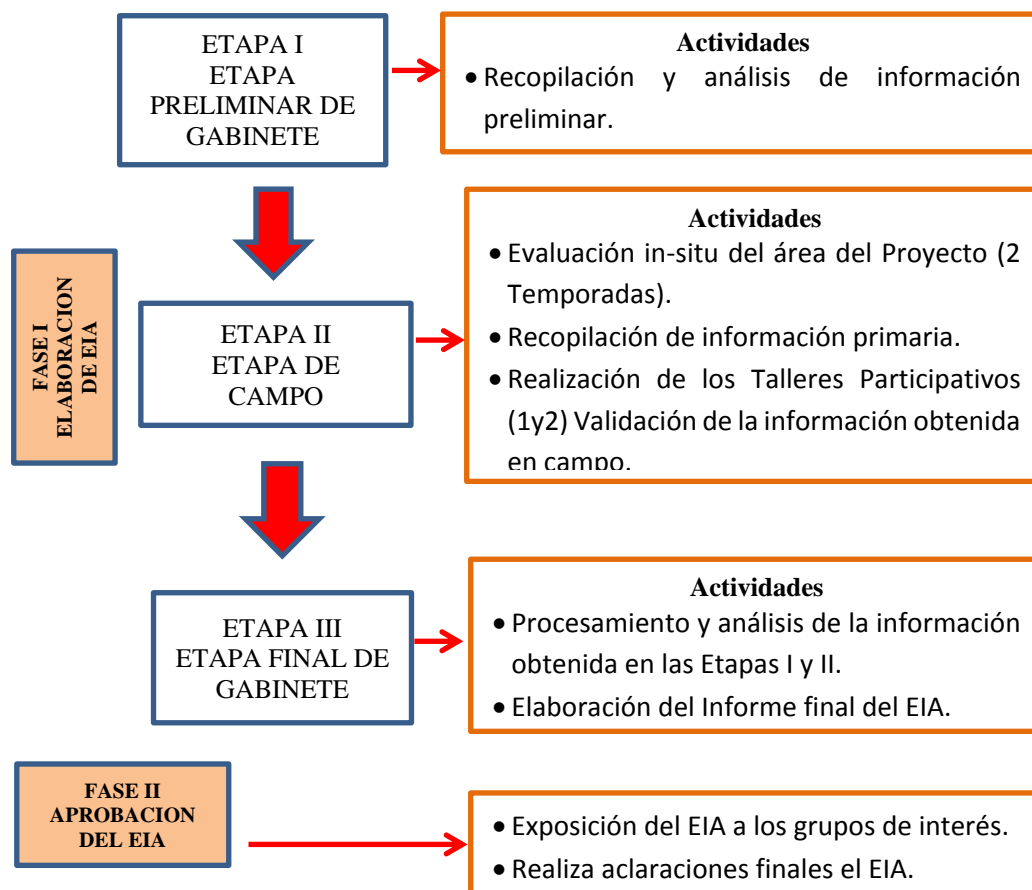 ETAPA I
ETAPA
PRELIMINAR DE
GABINETE
Actividades
• Recopilación y análisis de información
preliminar.
FASE I
ELABORACION
DE EIA
ETAPA II
ETAPA DE
CAMPO
Actividades
• Evaluación in-situ del área del Proyecto (2
Temporadas).
• Recopilación de información primaria.
• Realización de los Talleres Participativos
(1y2) Validación de la información obtenida
en campo.
ETAPA III
ETAPA FINAL DE
GABINETE
Actividades
• Procesamiento y análisis de la información
obtenida en las Etapas I y II.
• Elaboración del Informe final del EIA.
FASE II
APROBACION
DEL EIA
• Exposición del EIA a los grupos de interés.
• Realiza aclaraciones finales el EIA.